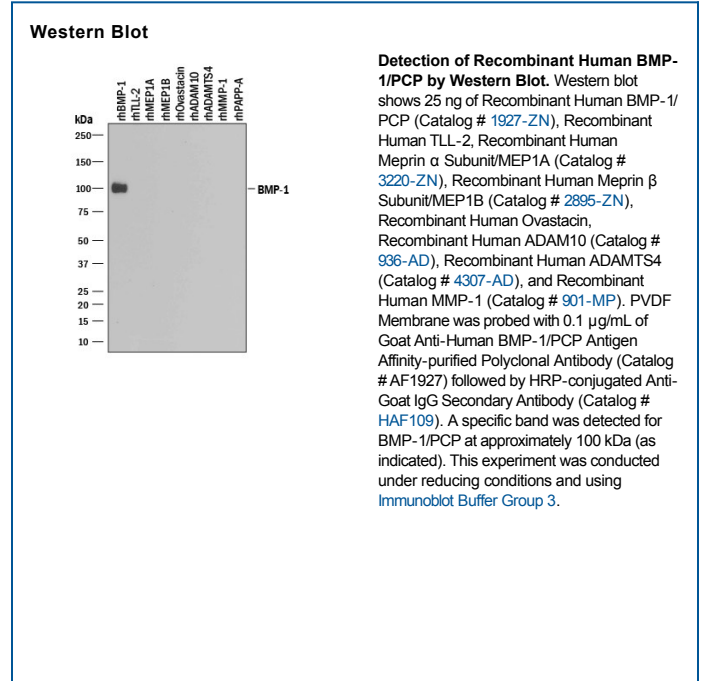 Western Blot
rhBMP-1
rhTLL-2
rhMEP1A
rhMEP1B
rhOvastacin
rhADAM10
rhADAMTS4
rhMMP-1
rhPAPP-A
kDa
250
150
100
75
50
37
25
20
15
10
BMP-1
Detection of Recombinant Human BMP-
1/PCP by Western Blot. Western blot
shows 25 ng of Recombinant Human BMP-1/
PCP (Catalog # 1927-ZN), Recombinant
Human TLL-2, Recombinant Human
Meprin α Subunit/MEP1A (Catalog #
3220-ZN), Recombinant Human Meprin β
Subunit/MEP1B (Catalog # 2895-ZN),
Recombinant Human Ovastacin,
Recombinant Human ADAM10 (Catalog #
936-AD), Recombinant Human ADAMTS4
(Catalog # 4307-AD), and Recombinant
Human MMP-1 (Catalog # 901-MP). PVDF
Membrane was probed with 0.1 µg/mL of
Goat Anti-Human BMP-1/PCP Antigen
Affinity-purified Polyclonal Antibody (Catalog
# AF1927) followed by HRP-conjugated Anti-
Goat IgG Secondary Antibody (Catalog #
HAF109). A specific band was detected for
BMP-1/PCP at approximately 100 kDa (as
indicated). This experiment was conducted
under reducing conditions and using
Immunoblot Buffer Group 3.